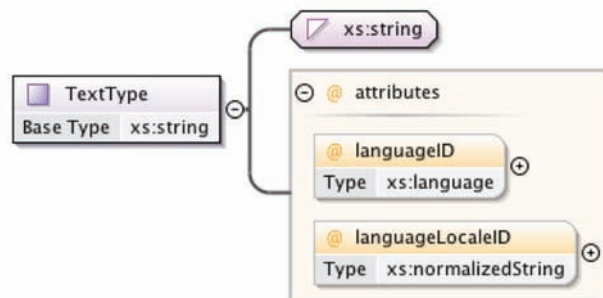 xs:string
TextType
Base Type xs:string
@ attributes
@ languageID
Type xs:language
@ languageLocaleID
Type xs:normalizedString